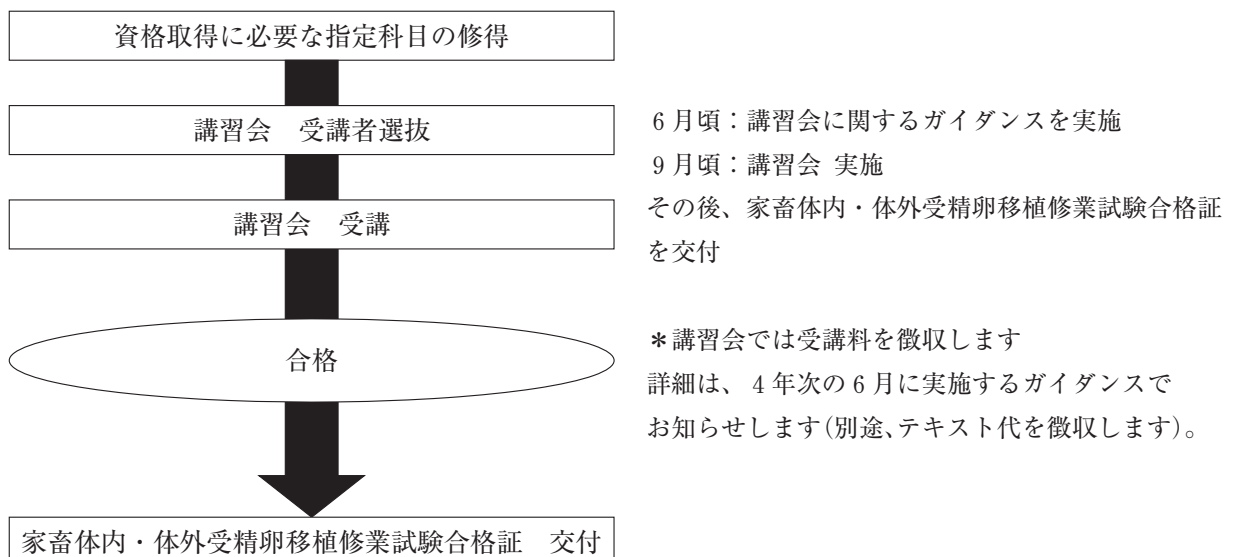 資格取得に必要な指定科目の修得
講習会　受講者選抜
講習会　受講
合格
家畜体内・体外受精卵移植修業試験合格証　交付
6月頃：講習会に関するガイダンスを実施
9月頃：講習会 実施
その後、家畜体内・体外受精卵移植修業試験合格証
を交付
＊講習会では受講料を徴収します
詳細は、4年次の6月に実施するガイダンスで
お知らせします(別途、テキスト代を徴収します)。